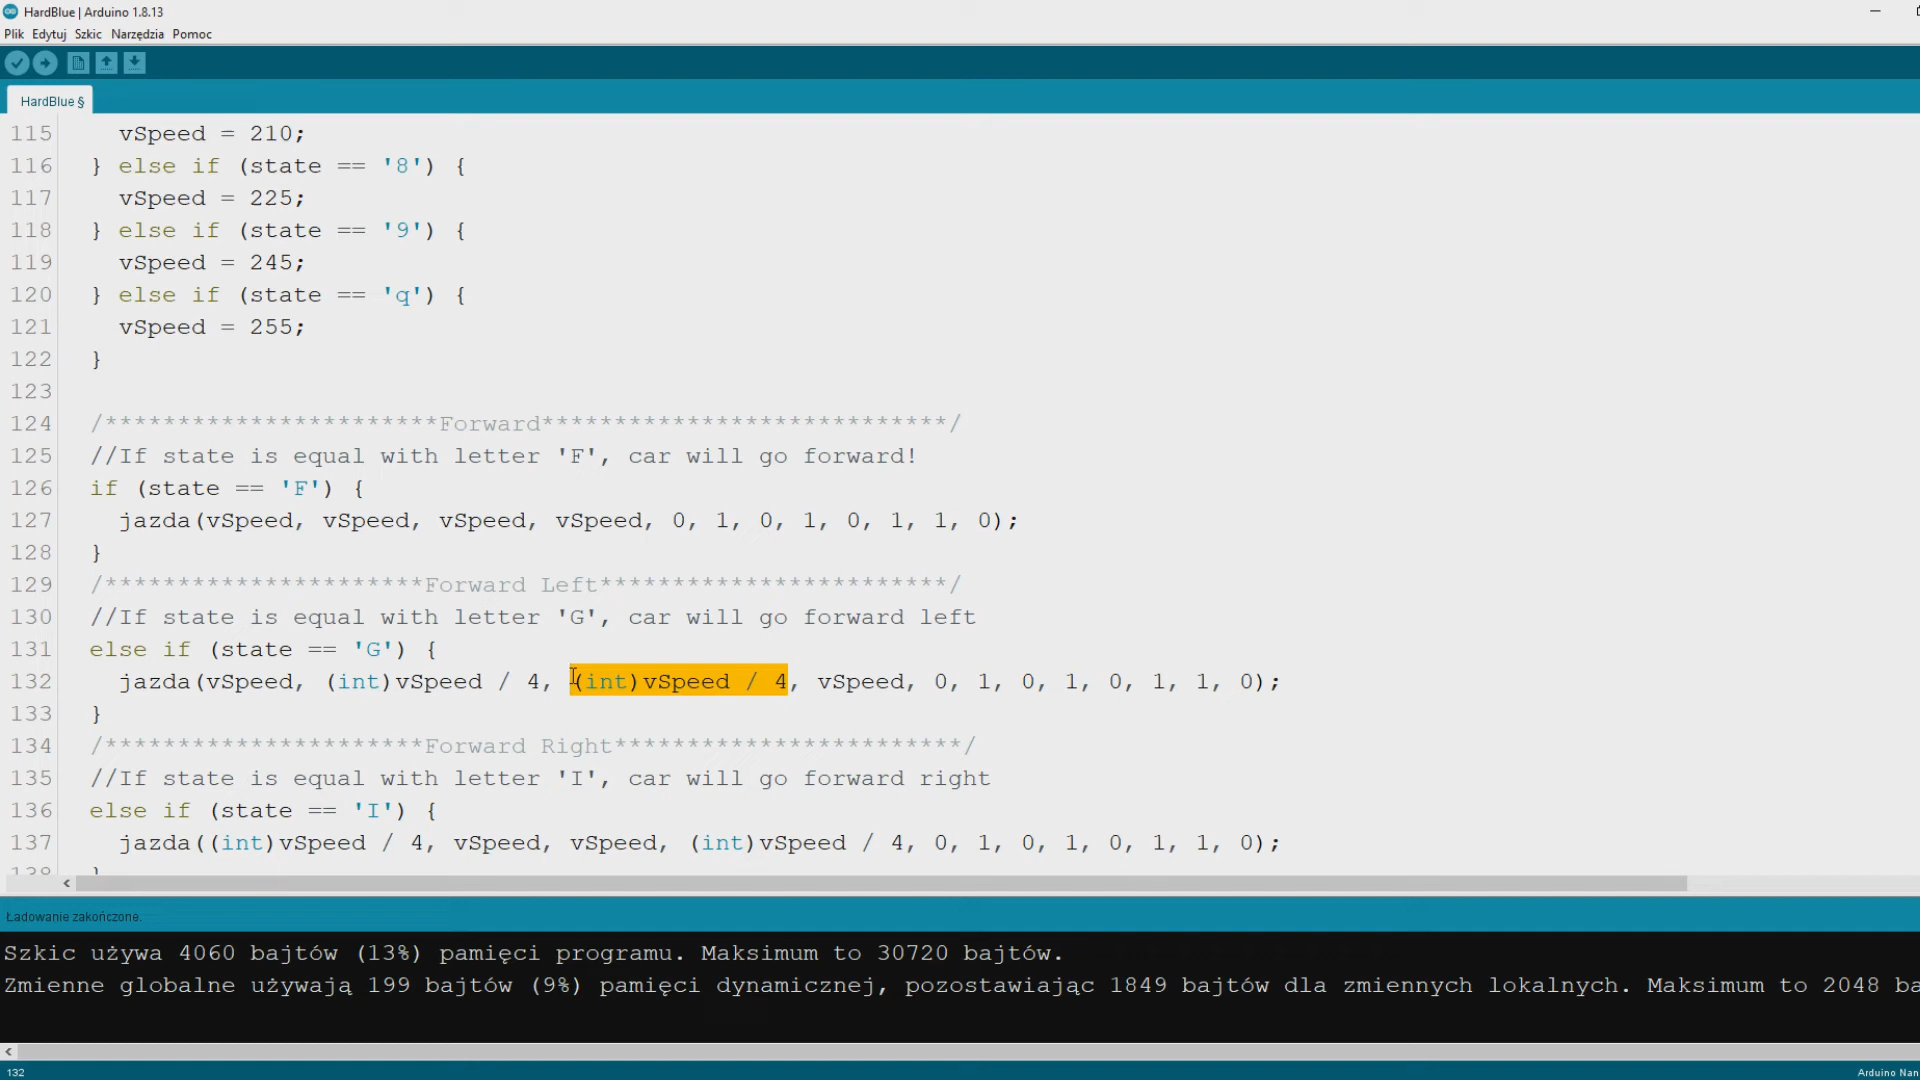 HardBlue | Arduino 1.8.13
Plik Edytuj Szkic Narzędzia Pomoc
HardBlue §
115 vSpeed = 210;
116 } else if (state == '8') {
117 vSpeed = 225;
118 } else if (state == '9') {
119 vSpeed = 245;
120 } else if (state == 'q') {
121 vSpeed = 255;
122 }
123
124 /***********************Forward****************************/
125 //If state is equal with letter 'F', car will go forward!
126 if (state == 'F') {
127 jazda(vSpeed, vSpeed, vSpeed, vSpeed, 0, 1, 0, 1, 0, 1, 1, 0);
128 }
129 /**********************Forward Left************************/
130 //If state is equal with letter 'G', car will go forward left
131 else if (state == 'G') {
132 jazda(vSpeed, (int)vSpeed / 4, (int)vSpeed / 4, vSpeed, 0, 1, 0, 1, 0, 1, 1, 0);
133 }
134 /**********************Forward Right************************/
135 //If state is equal with letter 'I', car will go forward right
136 else if (state == 'I') {
137 jazda((int)vSpeed / 4, vSpeed, vSpeed, (int)vSpeed / 4, 0, 1, 0, 1, 0, 1, 1, 0);
138 }
Ładowanie zakończone.
Szkic używa 4060 bajtów (13%) pamięci programu. Maksimum to 30720 bajtów.
Zmienne globalne używają 199 bajtów (9%) pamięci dynamicznej, pozostawiając 1849 bajtów dla zmiennych lokalnych. Maksimum to 2048 ba
132
Arduino Nan